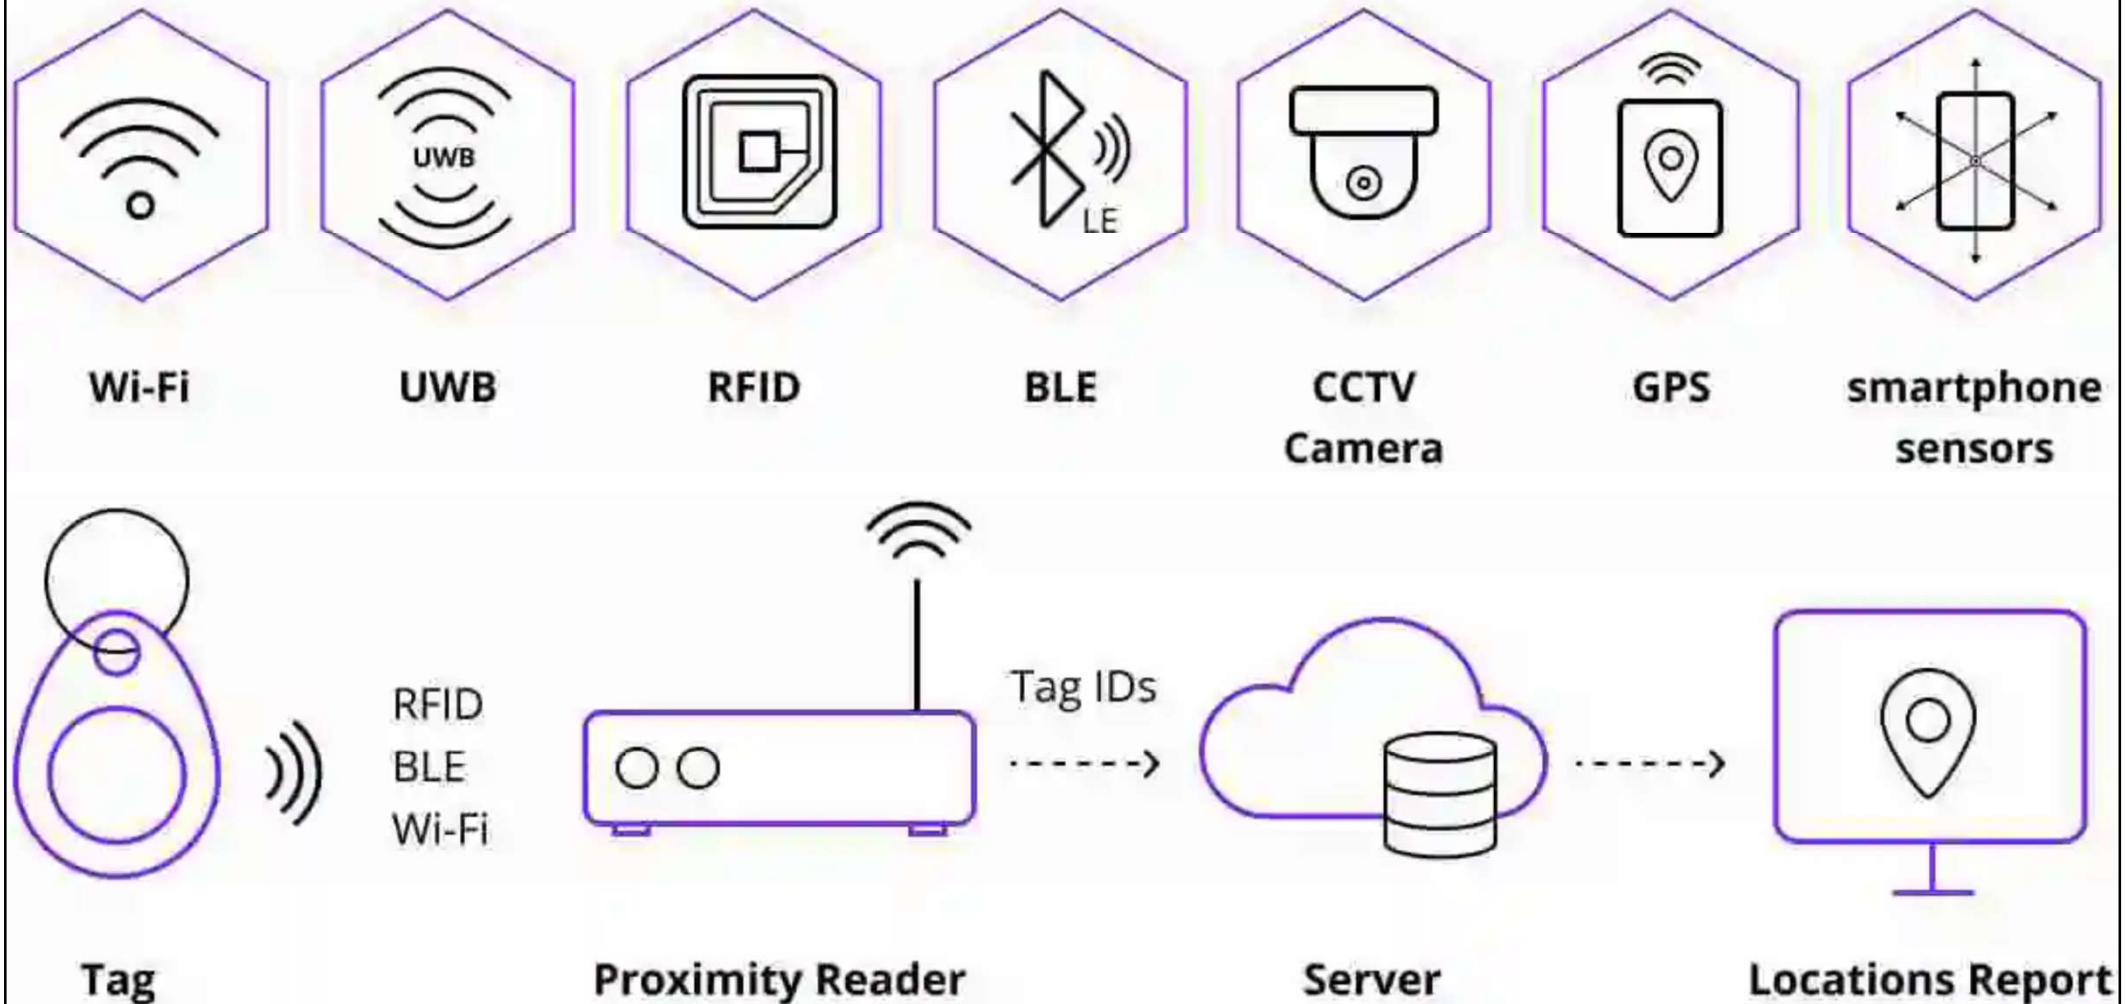 UWB
LE
Wi-Fi
UWB
RFID
BLE
CCTV
Camera
GPS
smartphone
sensors
RFID
BLE
Wi-Fi
Tag IDs
Tag
Proximity Reader
Server
Locations Report